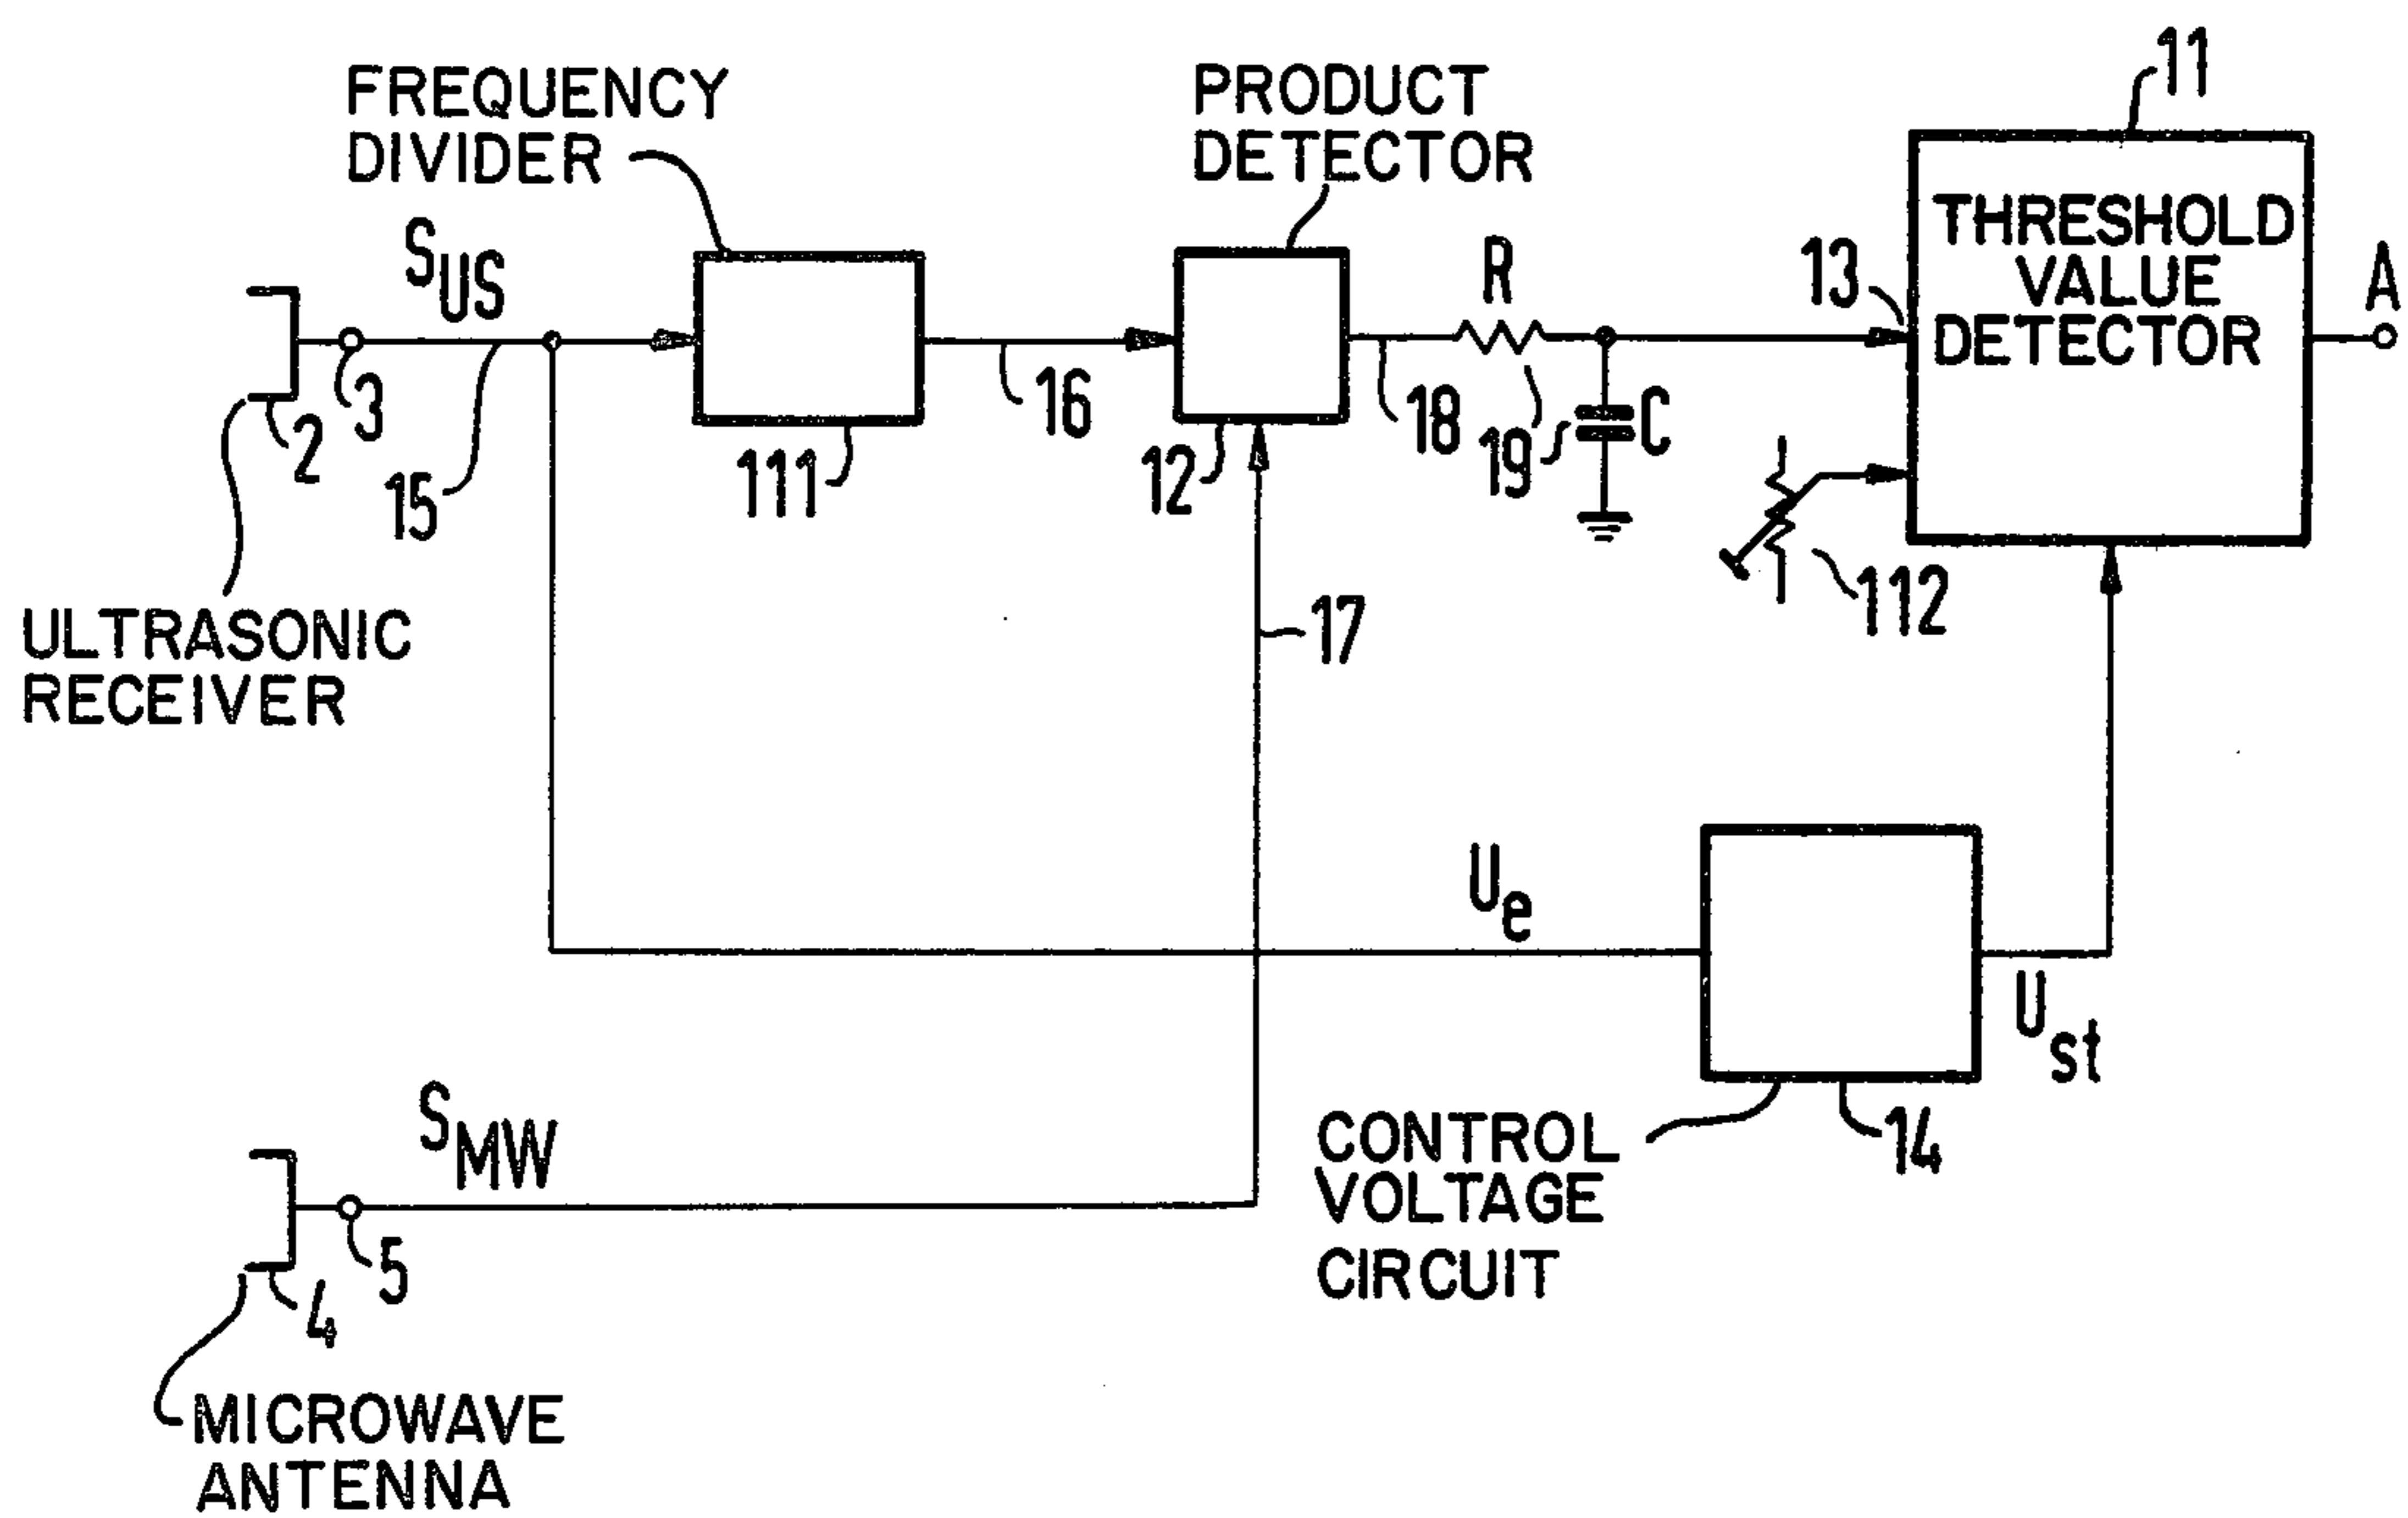 FREQUENCY
DIVIDER
PRODUCT
DETECTOR
11
THRESHOLD
VALUE
DETECTOR
A
S_US
R
13
3
2
15
16
111
12
18
19
C
112
17
ULTRASONIC
RECEIVER
U_e
U_st
S_MW
5
4
CONTROL
VOLTAGE
CIRCUIT
14
MICROWAVE
ANTENNA